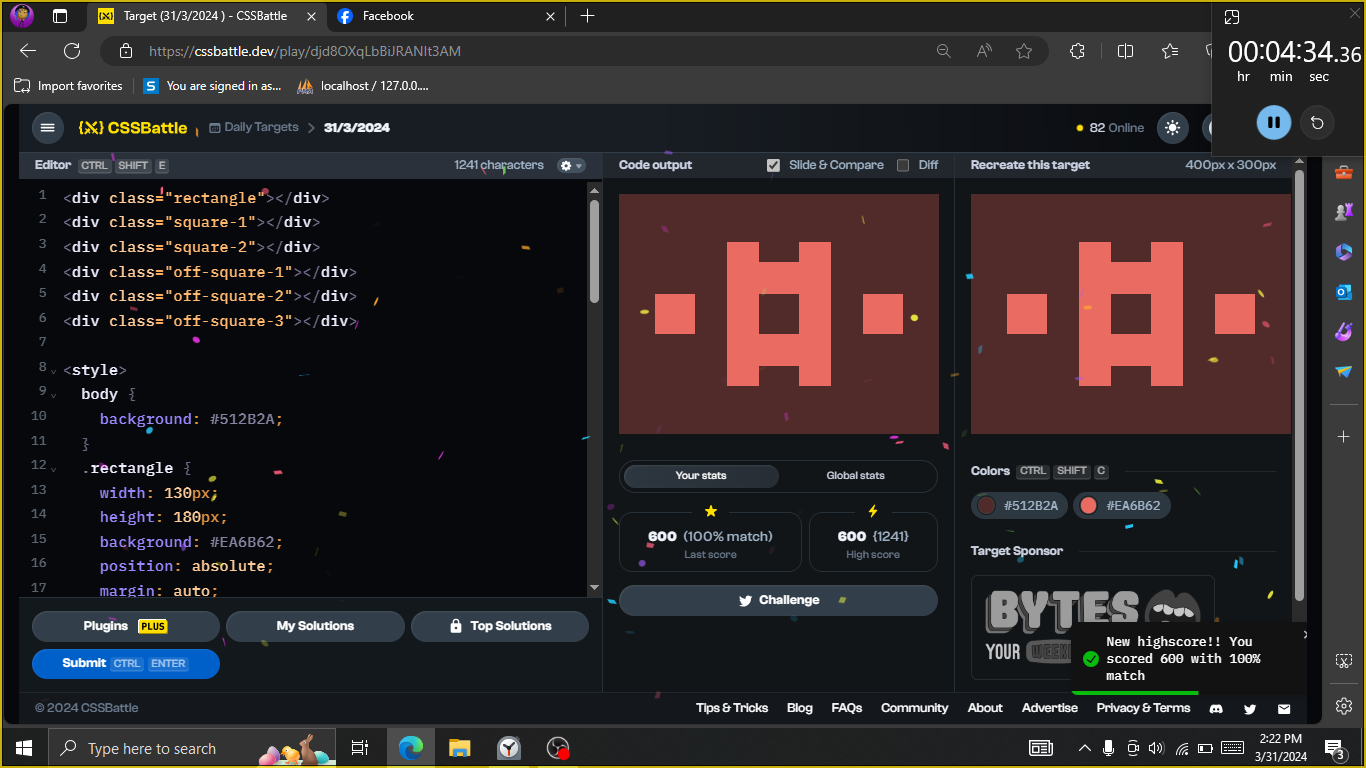 Target (31/3/2024 ) - CSSBattle
Facebook
https://cssbattle.dev/play/djd8OXqLbBiJRANIt3AM
00:04:34.36
hr min sec
Import favorites
You are signed in as...
localhost / 127.0.0....
CSSBattle
Daily Targets
31/3/2024
82 Online
Editor CTRL SHIFT E
1241 characters
Code output
Slide & Compare
Diff
Recreate this target
400px x 300px
1 <div class="rectangle"></div>
2 <div class="square-1"></div>
3 <div class="square-2"></div>
4 <div class="off-square-1"></div>
5 <div class="off-square-2"></div>
6 <div class="off-square-3"></div>
7
8 <style>
9 body {
10 background: #512B2A;
11 }
12 .rectangle {
13 width: 130px;
14 height: 180px;
15 background: #EA6B62;
16 position: absolute;
17 margin: auto;
Your stats
Global stats
600 (100% match)
Last score
600 {1241}
High score
Challenge
Colors CTRL SHIFT C
#512B2A
#EA6B62
Target Sponsor
BYTES
YOUR WEEKL
New highscore!! You
scored 600 with 100%
match
Plugins PLUS
My Solutions
Top Solutions
Submit CTRL ENTER
© 2024 CSSBattle
Tips & Tricks
Blog
FAQs
Community
About
Advertise
Privacy & Terms
Type here to search
2:22 PM
3/31/2024
3